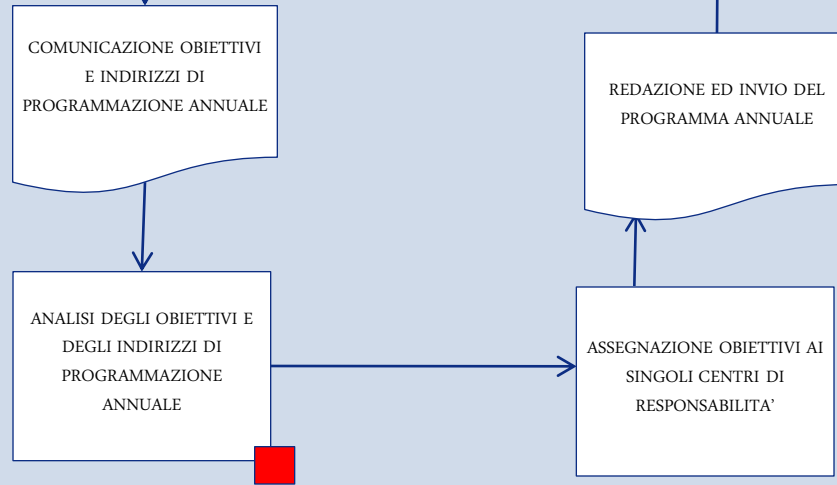 COMUNICAZIONE OBIETTIVI
E INDIRIZZI DI
PROGRAMMAZIONE ANNUALE
REDAZIONE ED INVIO DEL
PROGRAMMA ANNUALE
ANALISI DEGLI OBIETTIVI E
DEGLI INDIRIZZI DI
PROGRAMMAZIONE
ANNUALE
ASSEGNAZIONE OBIETTIVI AI
SINGOLI CENTRI DI
RESPONSABILITA’